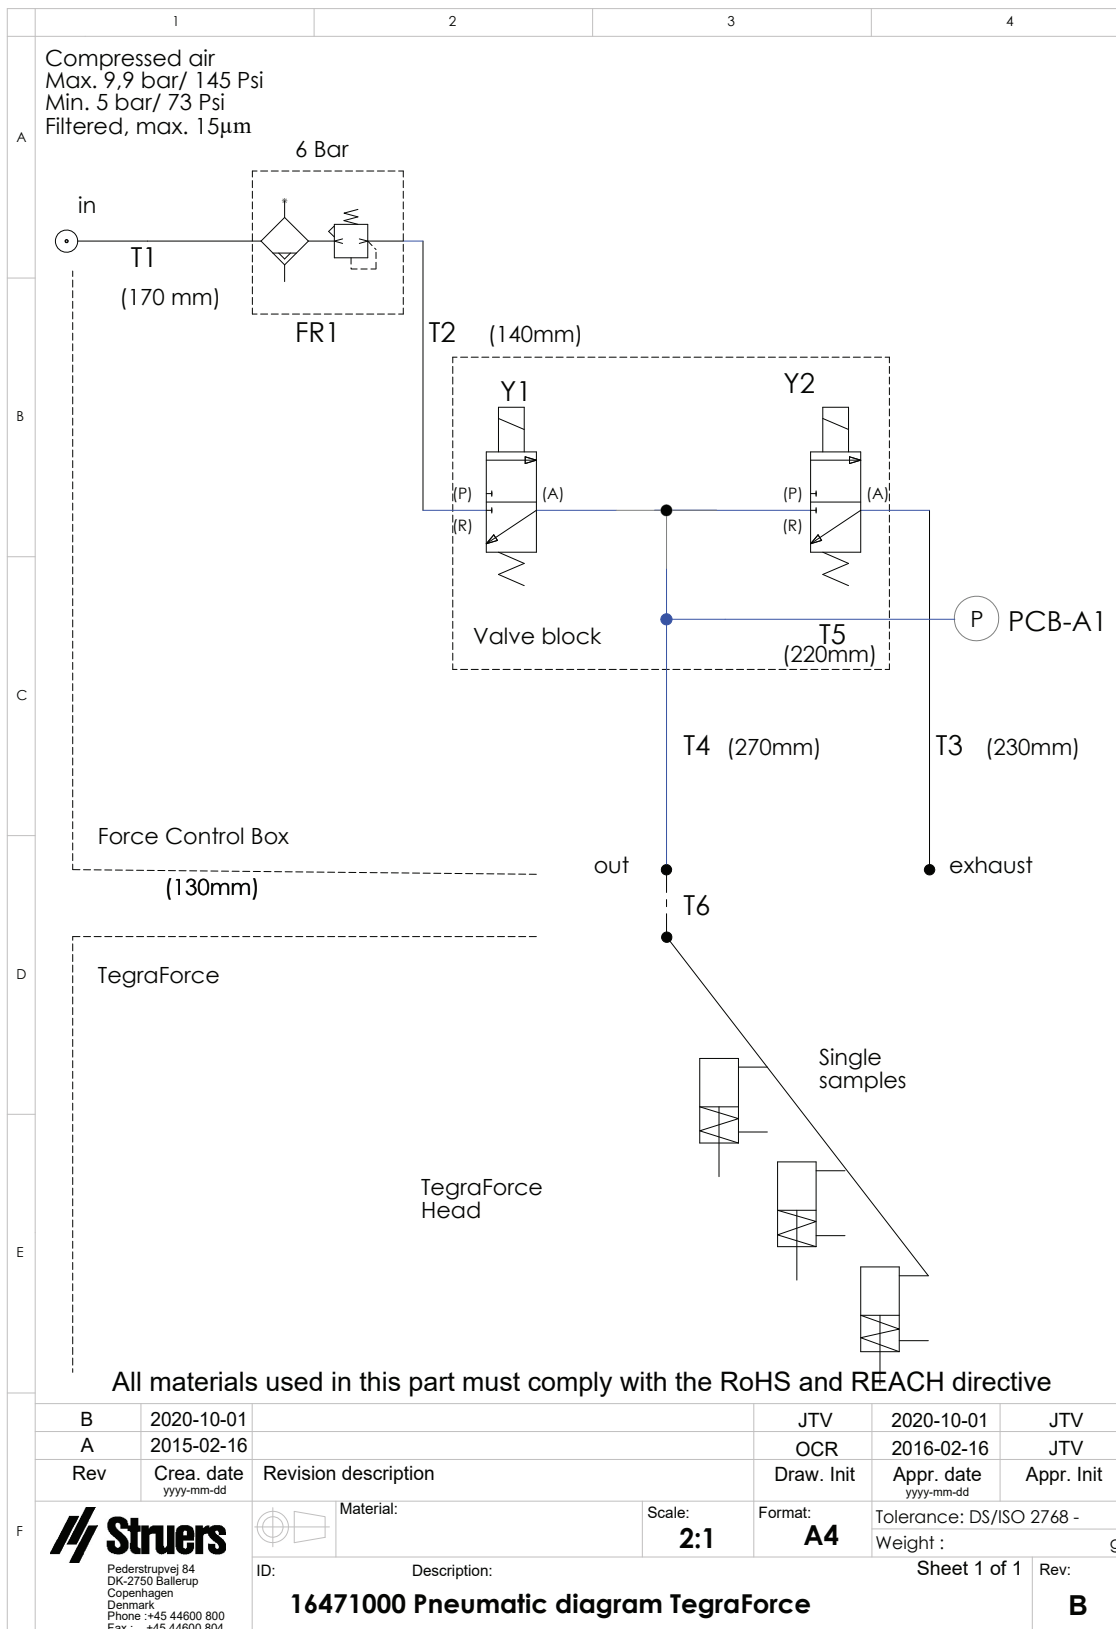 1 2 3 4
Compressed air
Max. 9,9 bar/ 145 Psi
Min. 5 bar/ 73 Psi
Filtered, max. 15µm
A
6 Bar
in
T1
(170 mm)
FR1
T2 (140mm)
B
Y1 Y2
(P) (A) (P) (A)
(R) (R)
Valve block
T5
(220mm)
P PCB-A1
C
T4 (270mm) T3 (230mm)
Force Control Box
(130mm)
out exhaust
T6
D
TegraForce
Single
samples
TegraForce
Head
E
All materials used in this part must comply with the RoHS and REACH directive
B 2020-10-01 JTV 2020-10-01 JTV
A 2015-02-16 OCR 2016-02-16 JTV
Rev Crea. date Revision description Draw. Init Appr. date Appr. Init
yyyy-mm-dd yyyy-mm-dd
F
Struers
Pederstrupvej 84
DK-2750 Ballerup
Copenhagen
Denmark
Phone :+45 44600 800
Fax : +45 44600 804
Material:
Scale:
2:1
Format:
A4
Tolerance: DS/ISO 2768 -
Weight : g
ID: Description: Sheet 1 of 1 Rev:
16471000 Pneumatic diagram TegraForce B